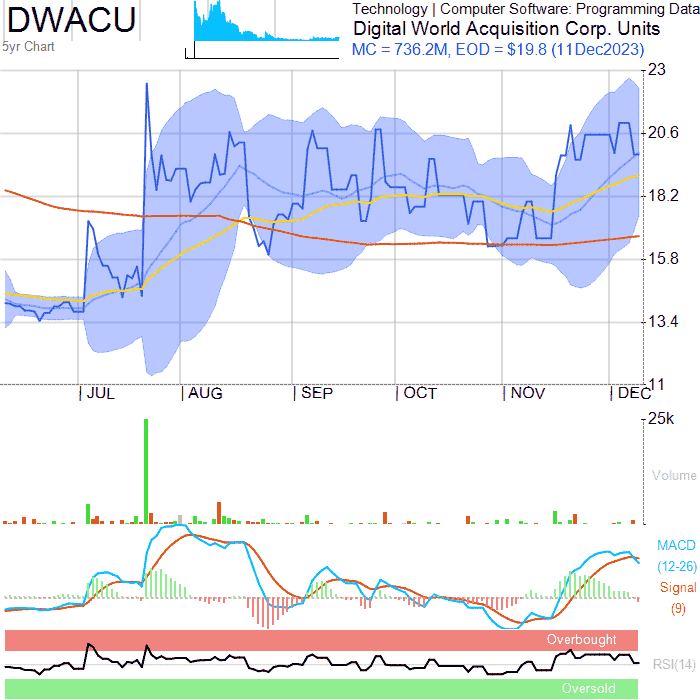 DWACU
5yr Chart
Technology | Computer Software: Programming Data
Digital World Acquisition Corp. Units
MC = 736.2M, EOD = $19.8 (11Dec2023)
23
20.6
18.2
15.8
13.4
11
JUL AUG SEP OCT NOV DEC
25k
Volume
MACD
(12-26)
Signal
(9)
Overbought
RSI(14)
Oversold